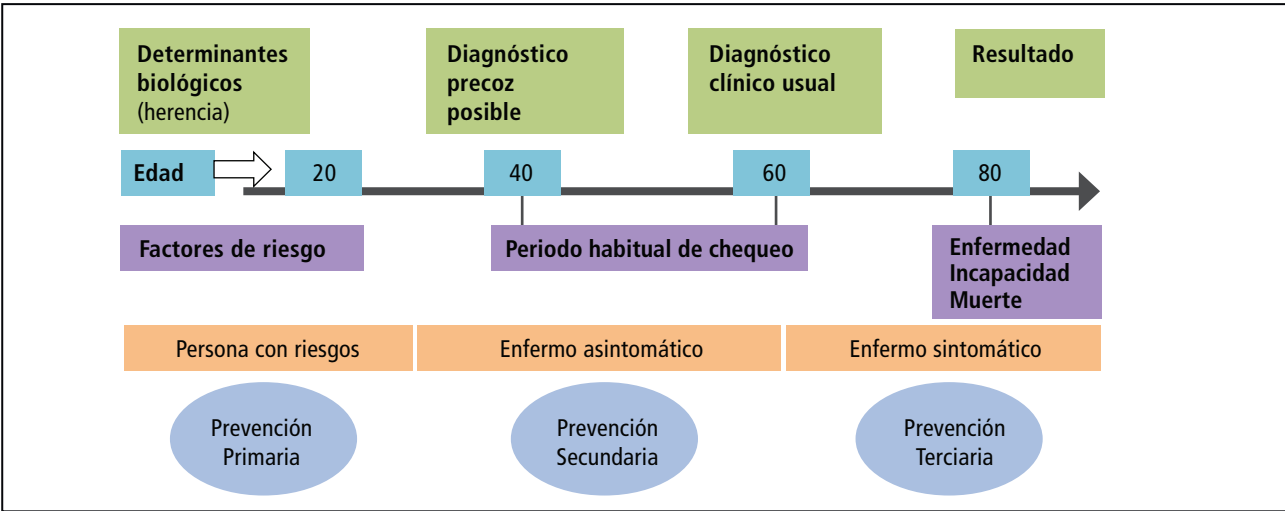 Determinantes
biológicos
(herencia)
Diagnóstico
precoz
posible
Diagnóstico
clínico usual
Resultado
Edad
20
40
60
80
Factores de riesgo
Periodo habitual de chequeo
Enfermedad
Incapacidad
Muerte
Persona con riesgos
Enfermo asintomático
Enfermo sintomático
Prevención
Primaria
Prevención
Secundaria
Prevención
Terciaria